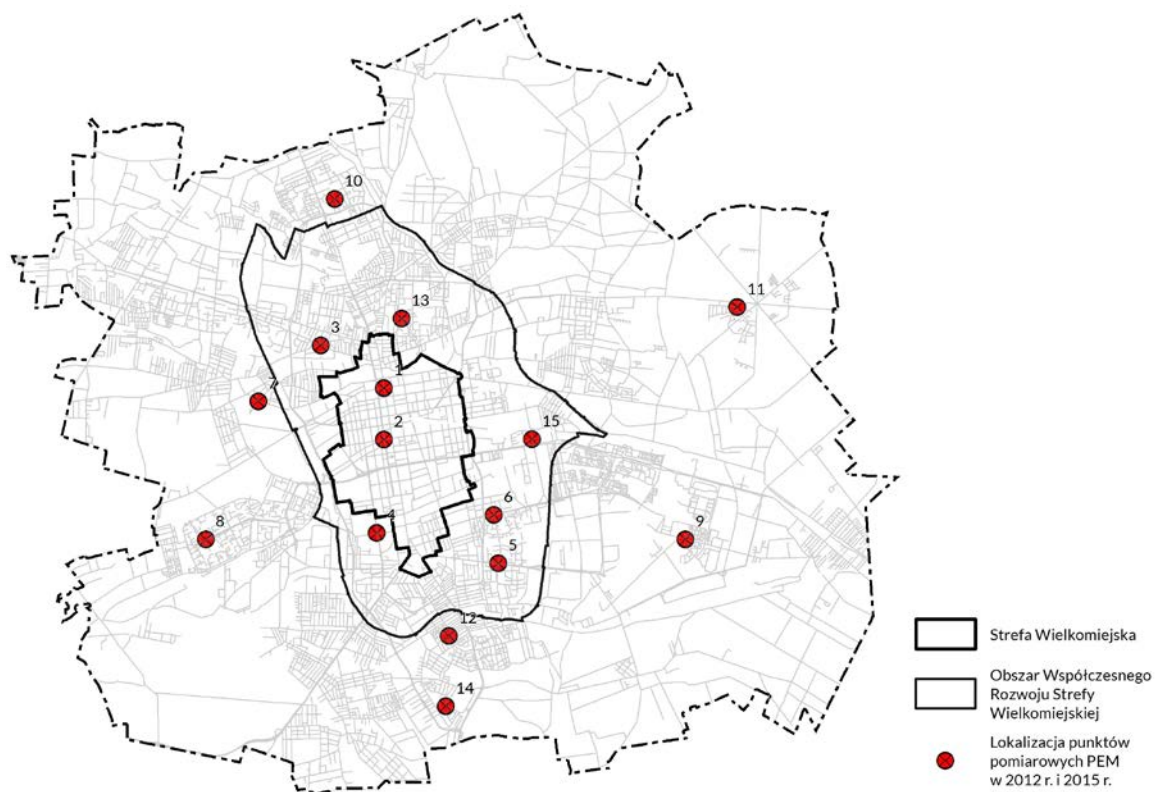 10
11
13
3
1
7
2
15
6
4
8
9
5
12
14
Strefa Wielkomiejska
Obszar Współczesnego
Rozwoju Strefy
Wielkomiejskiej
Lokalizacja punktów
pomiarowych PEM
w 2012 r. i 2015 r.